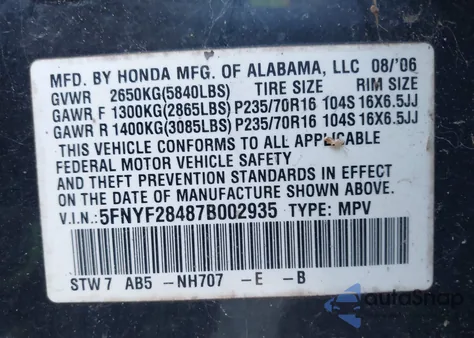 MFD. BY HONDA MFG. OF ALABAMA, LLC 08/'06
GVWR 2650KG(5840LBS) TIRE SIZE RIM SIZE
GAWR F 1300KG(2865LBS) P235/70R16 104S 16X6.5JJ
GAWR R 1400KG(3085LBS) P235/70R16 104S 16X6.5JJ
THIS VEHICLE CONFORMS TO ALL APPLICABLE
FEDERAL MOTOR VEHICLE SAFETY
AND THEFT PREVENTION STANDARDS IN EFFECT
ON THE DATE OF MANUFACTURE SHOWN ABOVE.
V.I.N.: 5FNYF28487B002935 TYPE: MPV
STW 7 AB5 -NH707 -E -B
autoSnap